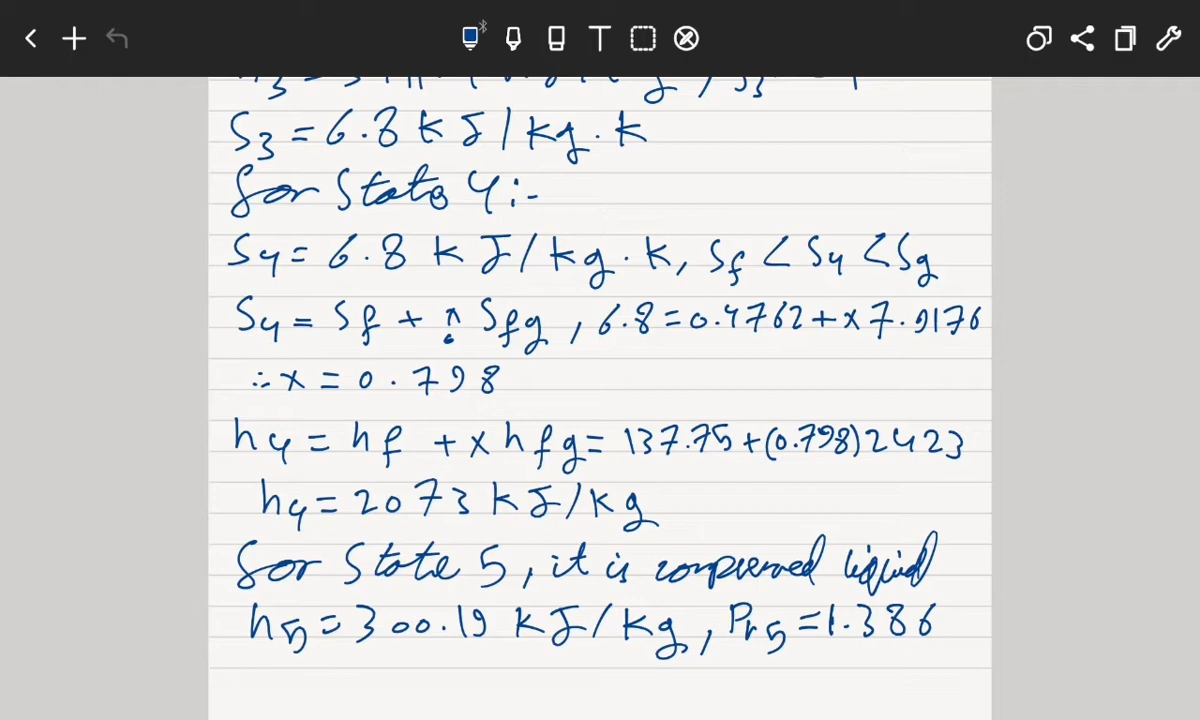 S3 = 6.8 kJ/kg.k
for State 4:-
S4 = 6.8 kJ/kg.k, Sf < S4 < Sg
S4 = Sf + x Sfg, 6.8 = 0.4762 + x 7.9176
∴ x = 0.798
h4 = hf + x hfg = 137.75 + (0.798) 2423
h4 = 2073 kJ/kg
for State 5, it is compressed liquid
h5 = 300.19 kJ/kg, Pr5 = 1.386